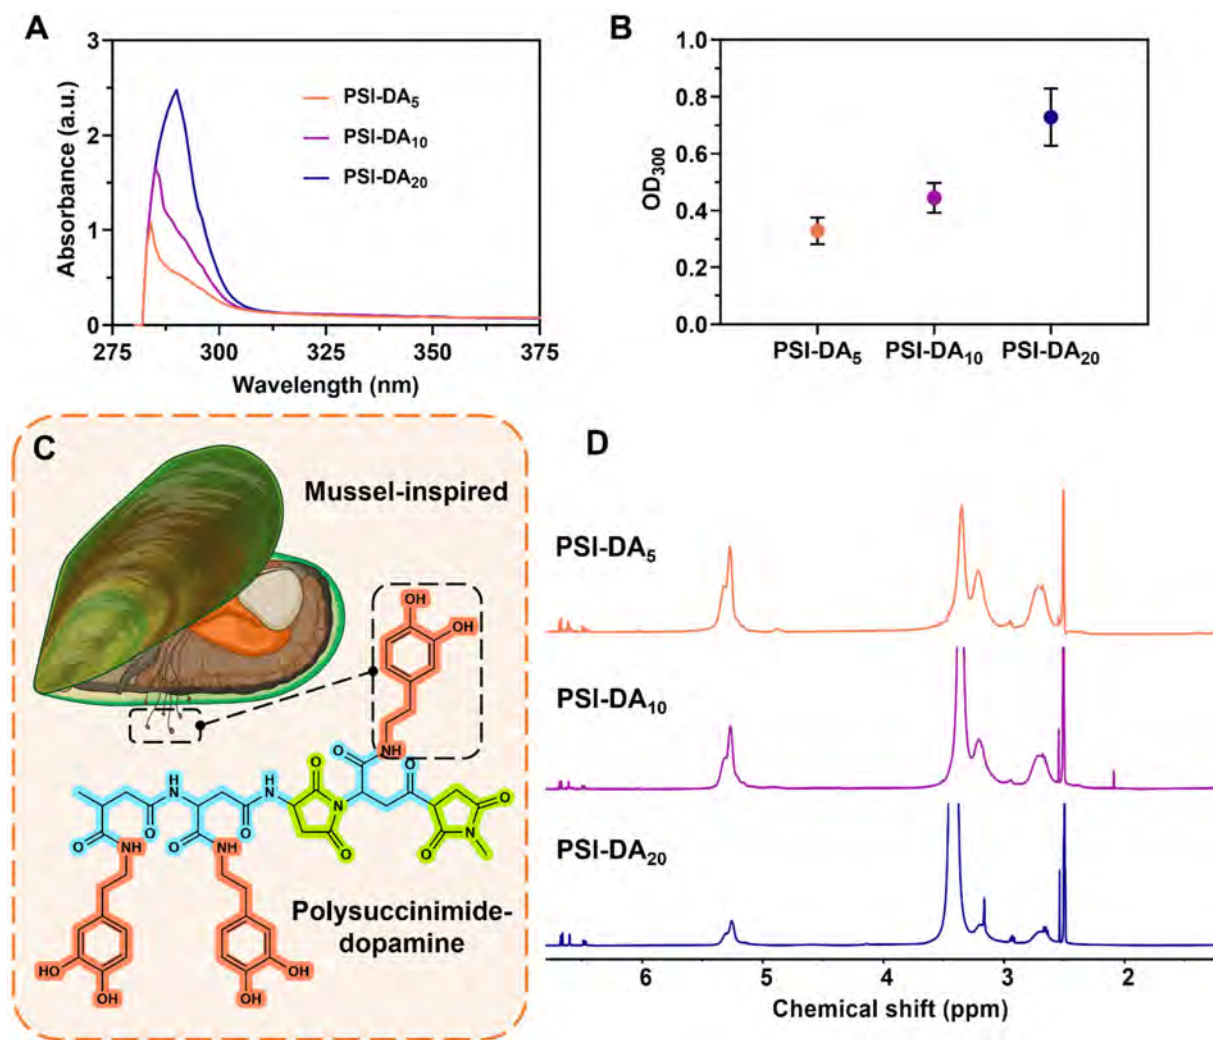 A
3
2
1
0
Absorbance (a.u.)
PSI-DA5
PSI-DA10
PSI-DA20
275 300 325 350 375
Wavelength (nm)
B
1.0
0.8
0.6
0.4
0.2
0.0
OD300
PSI-DA5 PSI-DA10 PSI-DA20
C
Mussel-inspired
OH
OH
O NH
O H N O H N O N O O
O O O O O N
NH NH
Polysuccinimide-
dopamine
HO OH OH OH
D
PSI-DA5
PSI-DA10
PSI-DA20
6 5 4 3 2
Chemical shift (ppm)